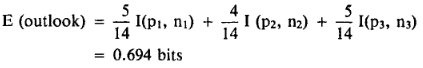 E (outlook) = 5/14 I(p₁, n₁) + 4/14 I (p₂, n₂) + 5/14 I(p₃, n₃)
= 0.694 bits